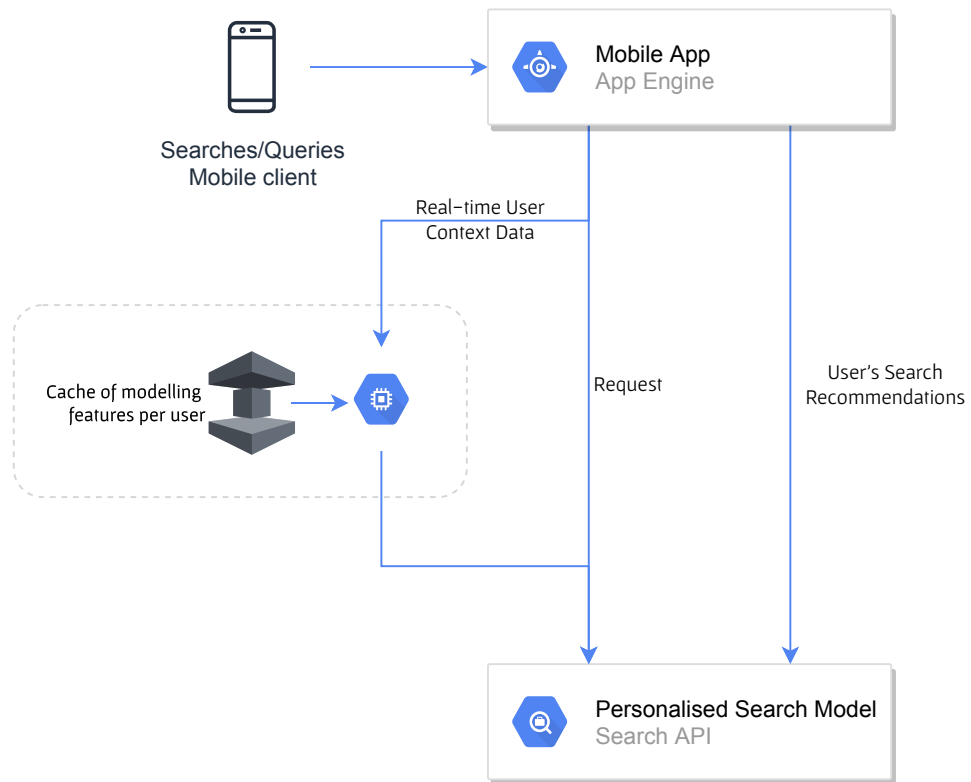 Mobile App
App Engine
Searches/Queries
Mobile client
Real-time User
Context Data
Cache of modelling
features per user
Request
User's Search
Recommendations
Personalised Search Model
Search API